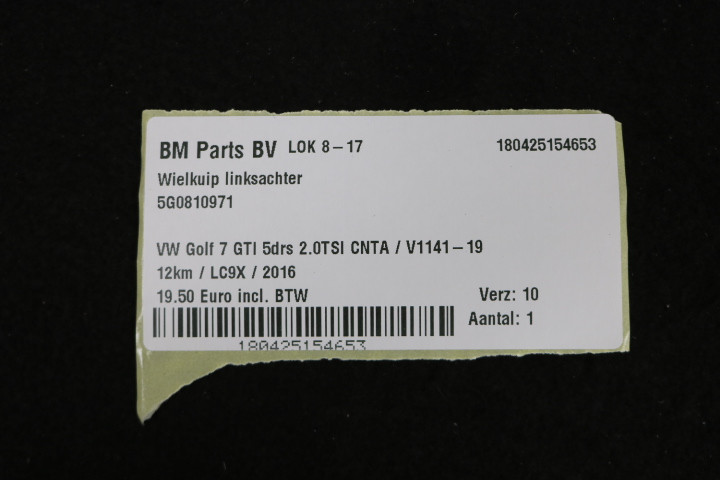 BM Parts BV LOK 8-17 180425154653
Wielkuip linksachter
5G0810971
VW Golf 7 GTI 5drs 2.0TSI CNTA / V1141-19
12km / LC9X / 2016
19.50 Euro incl. BTW Verz: 10
Aantal: 1
180425154653